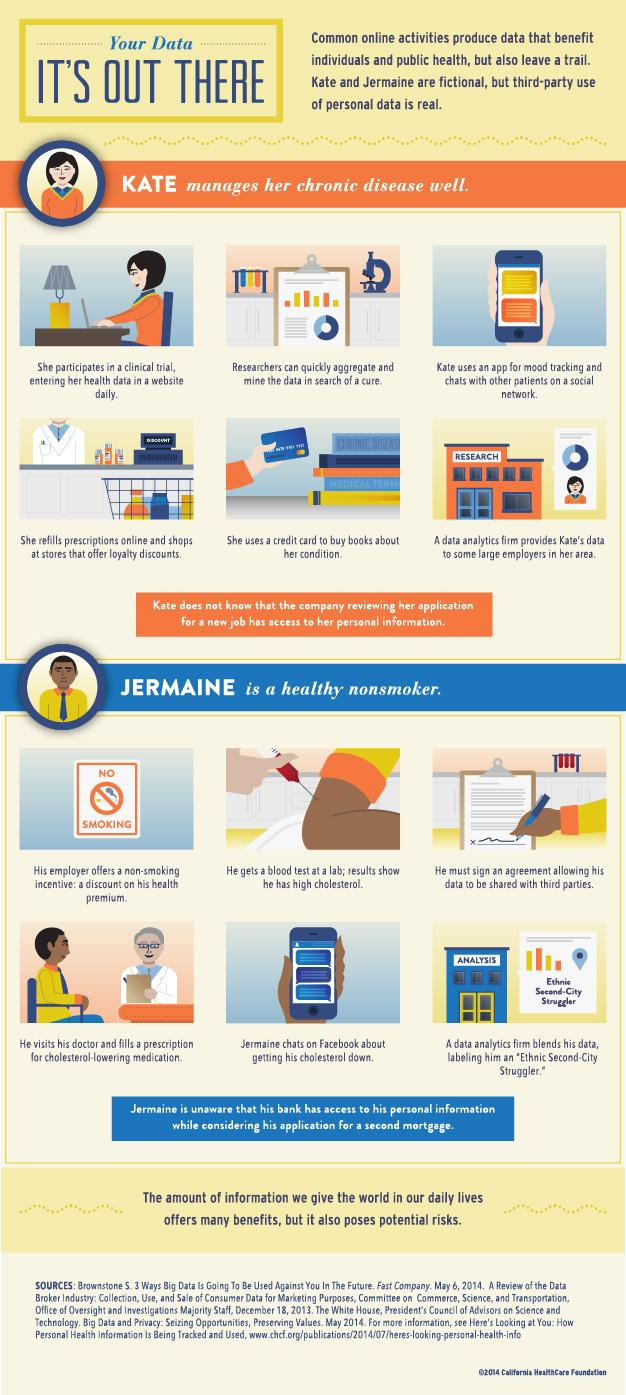 Your Data
IT'S OUT THERE
Common online activities produce data that benefit
individuals and public health, but also leave a trail.
Kate and Jermaine are fictional, but third-party use
of personal data is real.
KATE manages her chronic disease well.
She participates in a clinical trial,
entering her health data in a website
daily.
Researchers can quickly aggregate and
mine the data in search of a cure.
Kate uses an app for mood tracking and
chats with other patients on a social
network.
DISCOUNT
CHRONIC DISEAS
MEDICAL TERMS
RESEARCH
She refills prescriptions online and shops
at stores that offer loyalty discounts.
She uses a credit card to buy books about
her condition.
A data analytics firm provides Kate's data
to some large employers in her area.
Kate does not know that the company reviewing her application
for a new job has access to her personal information.
JERMAINE is a healthy nonsmoker.
NO
SMOKING
His employer offers a non-smoking
incentive: a discount on his health
premium.
He gets a blood test at a lab; results show
he has high cholesterol.
He must sign an agreement allowing his
data to be shared with third parties.
ANALYSIS
Ethnic
Second-City
Struggler
He visits his doctor and fills a prescription
for cholesterol-lowering medication.
Jermaine chats on Facebook about
getting his cholesterol down.
A data analytics firm blends his data,
labeling him an "Ethnic Second-City
Struggler."
Jermaine is unaware that his bank has access to his personal information
while considering his application for a second mortgage.
The amount of information we give the world in our daily lives
offers many benefits, but it also poses potential risks.
SOURCES: Brownstone S. 3 Ways Big Data Is Going To Be Used Against You In The Future. Fast Company. May 6, 2014. A Review of the Data
Broker Industry: Collection, Use, and Sale of Consumer Data for Marketing Purposes, Committee on Commerce, Science, and Transportation,
Office of Oversight and Investigations Majority Staff, December 18, 2013. The White House, President's Council of Advisors on Science and
Technology. Big Data and Privacy: Seizing Opportunities, Preserving Values. May 2014. For more information, see Here's Looking at You: How
Personal Health Information Is Being Tracked and Used, www.chcf.org/publications/2014/07/heres-looking-personal-health-info
©2014 California HealthCare Foundation